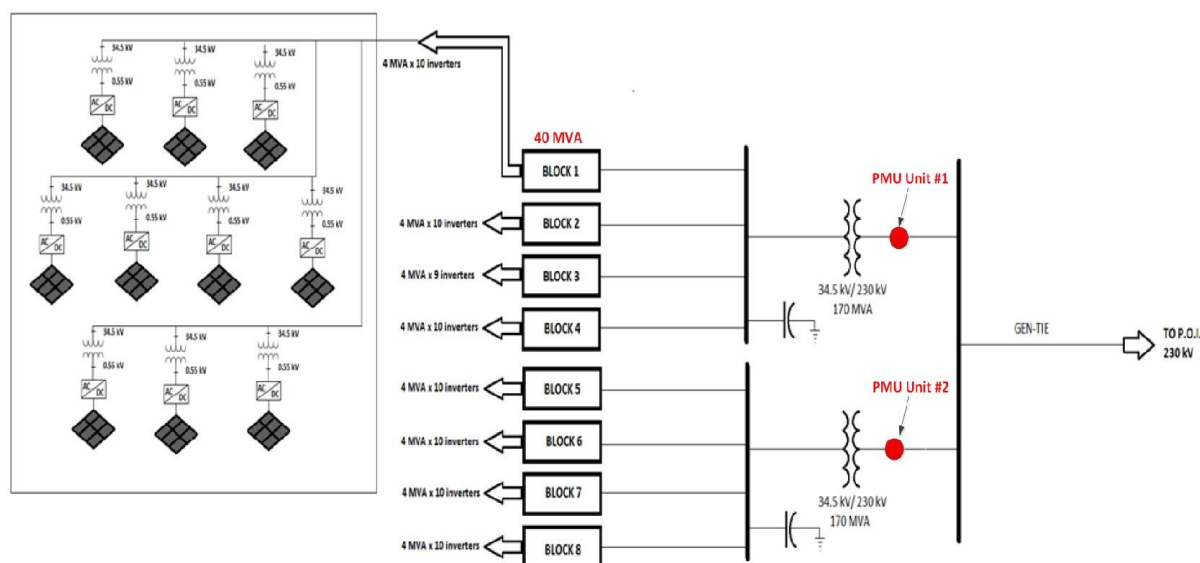 34.5 kV
34.5 kV
34.5 kV
0.55 kV
0.55 kV
0.55 kV
AC
DC
AC
DC
AC
DC
34.5 kV
34.5 kV
34.5 kV
34.5 kV
0.55 kV
0.55 kV
0.55 kV
0.55 kV
AC
DC
AC
DC
AC
DC
AC
DC
34.5 kV
34.5 kV
34.5 kV
0.55 kV
0.55 kV
0.55 kV
AC
DC
AC
DC
AC
DC
4 MVA x 10 inverters
40 MVA
BLOCK 1
4 MVA x 10 inverters
BLOCK 2
4 MVA x 9 inverters
BLOCK 3
4 MVA x 10 inverters
BLOCK 4
4 MVA x 10 inverters
BLOCK 5
4 MVA x 10 inverters
BLOCK 6
4 MVA x 10 inverters
BLOCK 7
4 MVA x 10 inverters
BLOCK 8
PMU Unit #1
34.5 kV/ 230 kV
170 MVA
PMU Unit #2
34.5 kV/ 230 kV
170 MVA
GEN-TIE
TO P.O.I.
230 kV